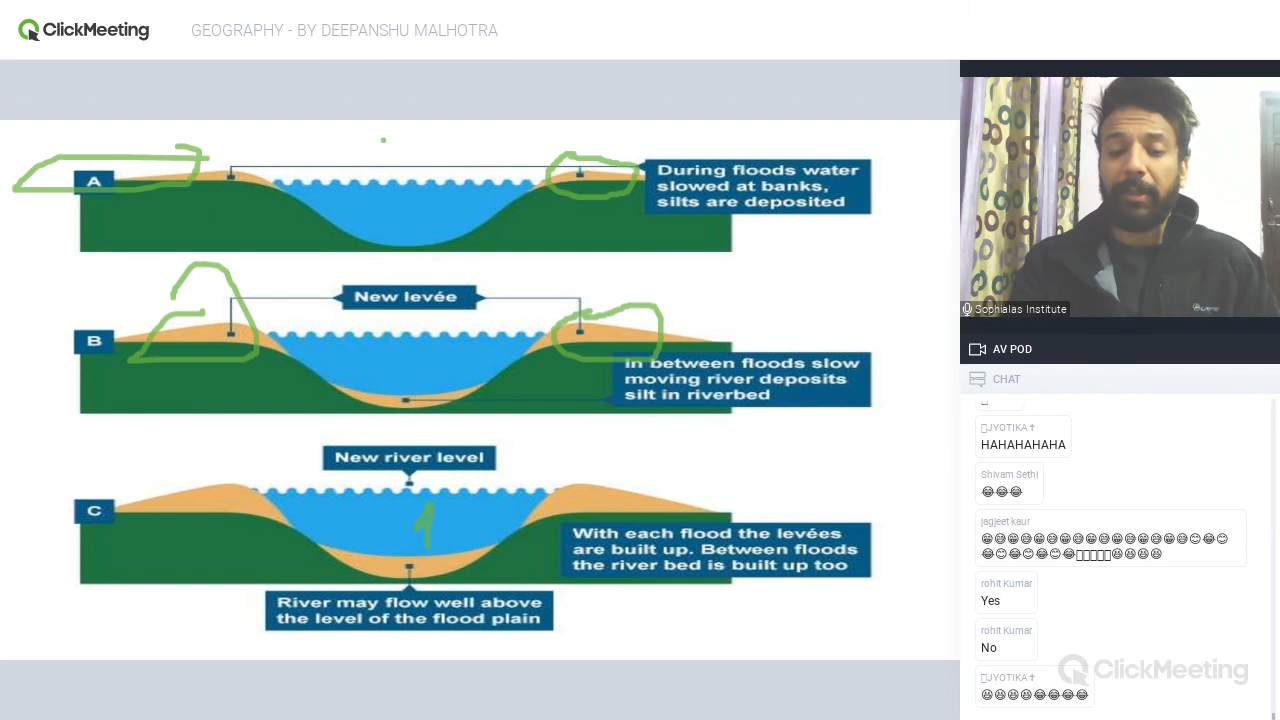 ClickMeeting
GEOGRAPHY - BY DEEPANSHU MALHOTRA
A
During floods water
slowed at banks,
silts are deposited
New levée
B
In between floods slow
moving river deposits
silt in riverbed
New river level
C
1
With each flood the levées
are built up. Between floods
the river bed is built up too
River may flow well above
the level of the flood plain
Sophialas Institute
AV POD
CHAT
JYOTIKA
HAHAHAHAHA
Shivam Sethi
😂😂😂
jagjeet kaur
rohit Kumar
Yes
rohit Kumar
No
JYOTIKA
ClickMeeting